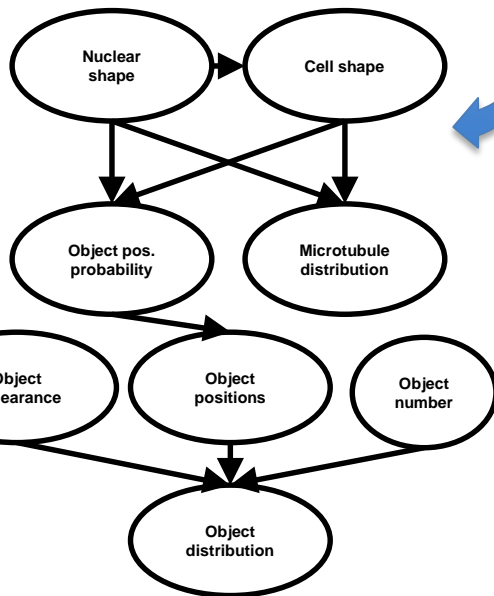 Nuclear
shape
Cell shape
Object pos.
probability
Microtubule
distribution
Object
positions
Object
number
Object
distribution